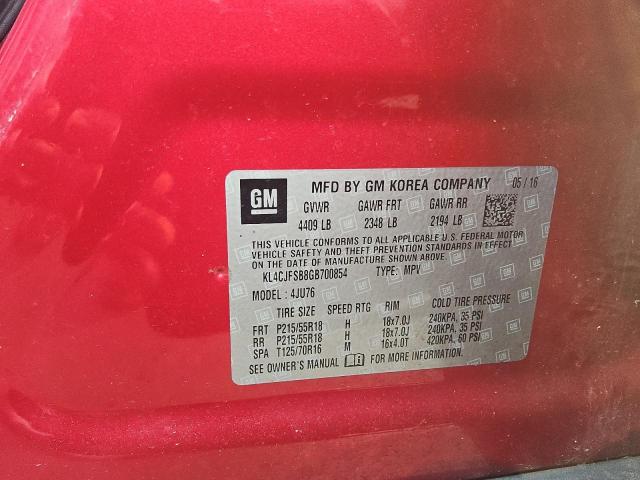 GM
MFD BY GM KOREA COMPANY 05/16
GVWR GAWR FRT GAWR RR
4409 LB 2348 LB 2194 LB
THIS VEHICLE CONFORMS TO ALL APPLICABLE U.S. FEDERAL MOTOR
VEHICLE SAFETY AND THEFT PREVENTION STANDARDS IN EFFECT
ON THE DATE OF MANUFACTURE SHOWN ABOVE.
KL4CJFSB8GB700854 TYPE: MPV
MODEL : 4JU76
TIRE SIZE SPEED RTG RIM COLD TIRE PRESSURE
FRT P215/55R18 H 18x7.0J 240KPA, 35 PSI
RR P215/55R18 H 18x7.0J 240KPA, 35 PSI
SPA T125/70R16 M 16x4.0T 420KPA, 60 PSI
SEE OWNER'S MANUAL FOR MORE INFORMATION.